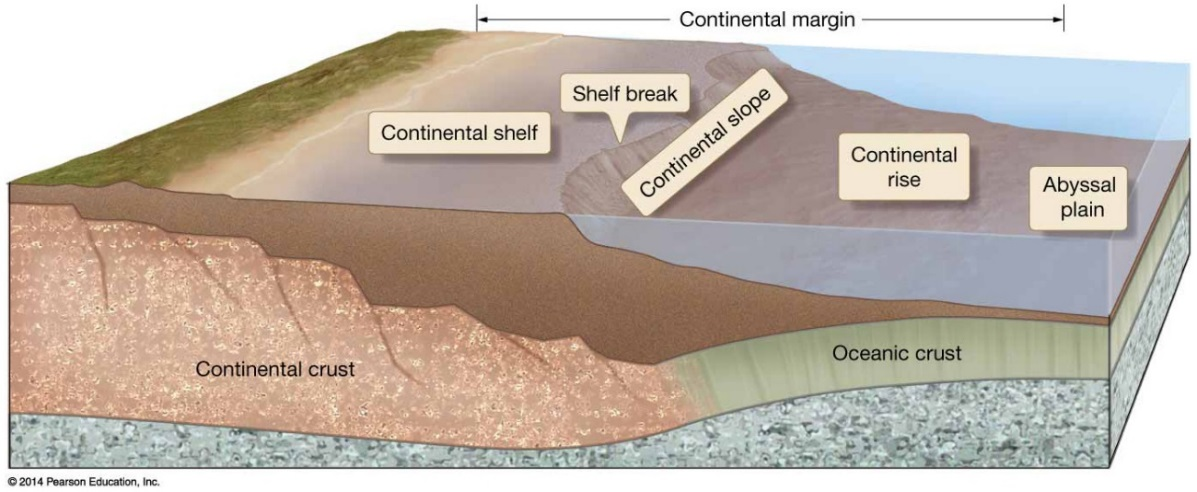 Continental margin
Shelf break
Continental shelf
Continental slope
Continental
rise
Abyssal
plain
Continental crust
Oceanic crust
© 2014 Pearson Education, Inc.